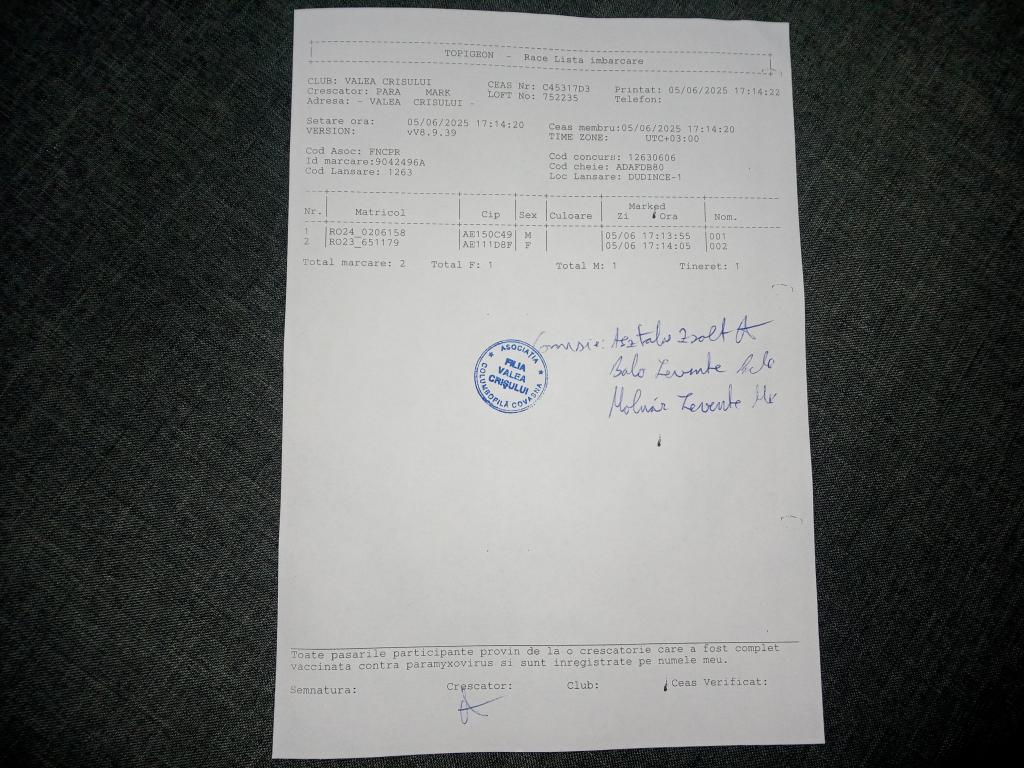 TOPIGEON - Race Lista imbarcare
CLUB: VALEA CRISULUI
Crescator: PARA MARK
Adresa: - VALEA CRISULUI -
CEAS Nr: C45317D3
LOFT No: 752235
Printat: 05/06/2025 17:14:22
Telefon:
Setare ora: 05/06/2025 17:14:20
VERSION: vV8.9.39
Ceas membru:05/06/2025 17:14:20
TIME ZONE: UTC+03:00
Cod Asoc: FNCPR
Id marcare:9042496A
Cod Lansare: 1263
Cod concurs: 12630606
Cod cheie: ADAFDB80
Loc Lansare: DUDINCE-1
Marked
Nr. Matricol Cip Sex Culoare Zi Ora Nom.
1 RO24_0206158 AE150C49 M 05/06 17:13:55 001
2 RO23_651179 AE111D8F F 05/06 17:14:05 002
Total marcare: 2 Total F: 1 Total M: 1 Tineret: 1
Zsolt
Balo Levente
Molnár Levente
ASOCIAȚIA
COLUMBOFILĂ COVASNA
FILIA
VALEA
CRIȘULUI
Toate pasarile participante provin de la o crescatorie care a fost complet
vaccinata contra paramyxovirus si sunt inregistrate pe numele meu.
Semnatura: Crescator: Club: Ceas Verificat: